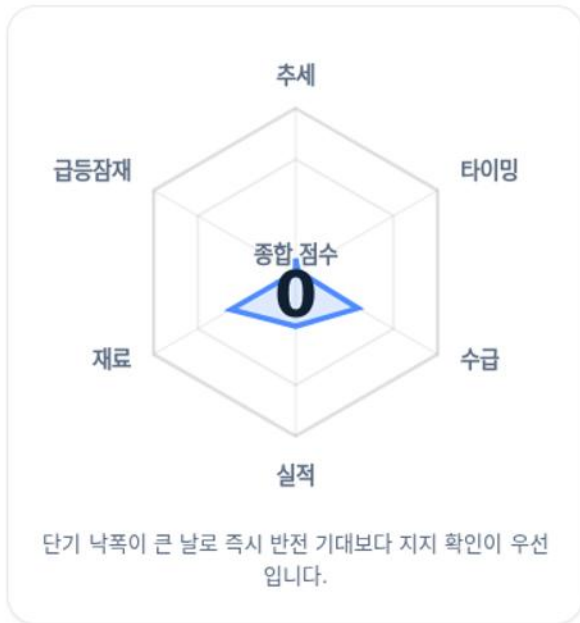 추세
급등잠재
타이밍
종합 점수
0
재료
수급
실적
단기 낙폭이 큰 날로 즉시 반전 기대보다 지지 확인이 우선
입니다.